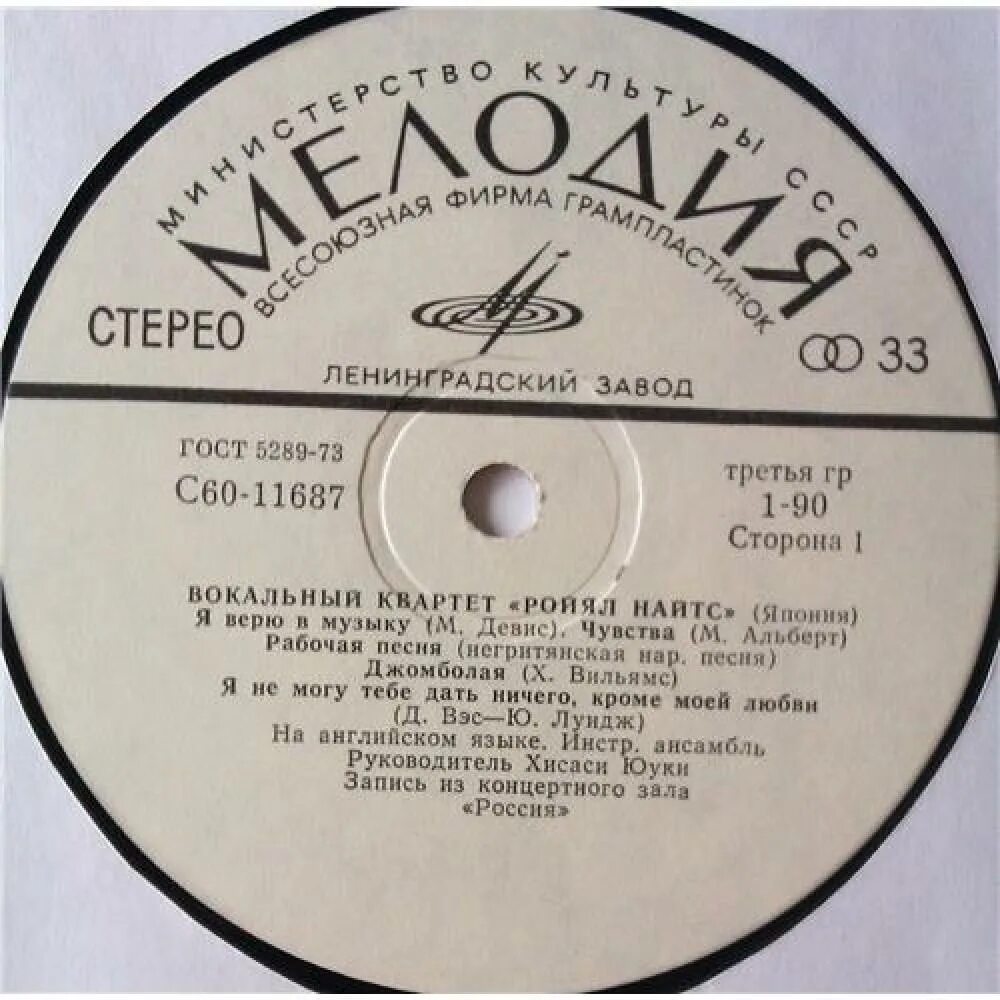 МИНИСТЕРСТВО КУЛЬТУРЫ СССР
МЕЛОДИЯ
ВСЕСОЮЗНАЯ ФИРМА ГРАМПЛАСТИНОК
СТЕРЕО
33
ЛЕНИНГРАДСКИЙ ЗАВОД
ГОСТ 5289-73
С60-11687
третья гр
1-90
Сторона 1
ВОКАЛЬНЫЙ КВАРТЕТ «РОЙЯЛ НАЙТС» (Япония)
Я верю в музыку (М. Девис). Чувства (М. Альберт)
Рабочая песня (негритянская нар. песня)
Джомболая (Х. Вильямс)
Я не могу тебе дать ничего, кроме моей любви
(Д. Вэс—Ю. Лундж)
На английском языке. Инстр. ансамбль
Руководитель Хисаси Юуки
Запись из концертного зала
«Россия»